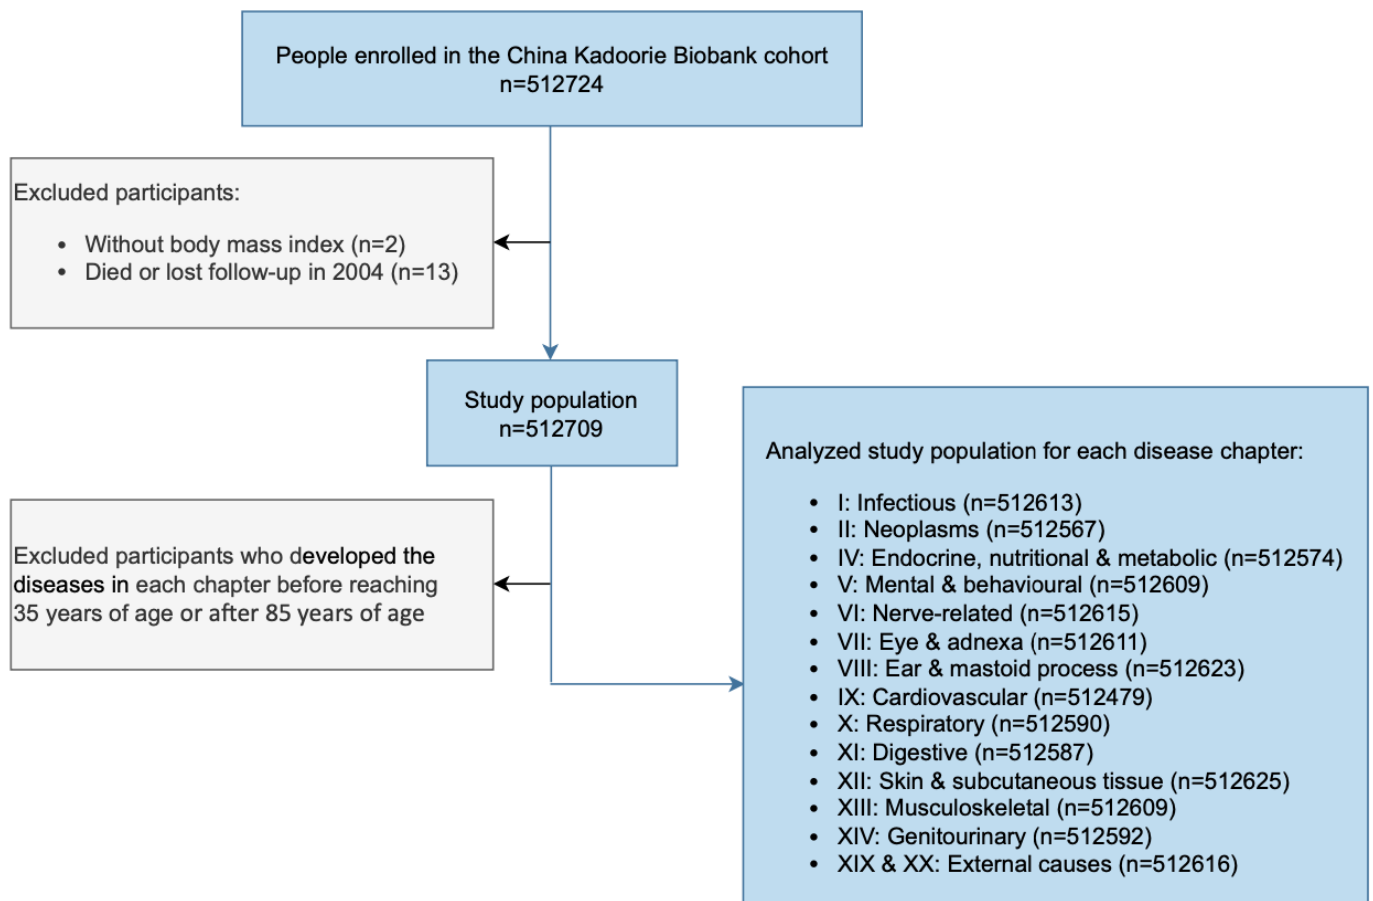 People enrolled in the China Kadoorie Biobank cohort
n=512724
Excluded participants:
• Without body mass index (n=2)
• Died or lost follow-up in 2004 (n=13)
Study population
n=512709
Excluded participants who developed the
diseases in each chapter before reaching
35 years of age or after 85 years of age
Analyzed study population for each disease chapter:
• I: Infectious (n=512613)
• II: Neoplasms (n=512567)
• IV: Endocrine, nutritional & metabolic (n=512574)
• V: Mental & behavioural (n=512609)
• VI: Nerve-related (n=512615)
• VII: Eye & adnexa (n=512611)
• VIII: Ear & mastoid process (n=512623)
• IX: Cardiovascular (n=512479)
• X: Respiratory (n=512590)
• XI: Digestive (n=512587)
• XII: Skin & subcutaneous tissue (n=512625)
• XIII: Musculoskeletal (n=512609)
• XIV: Genitourinary (n=512592)
• XIX & XX: External causes (n=512616)